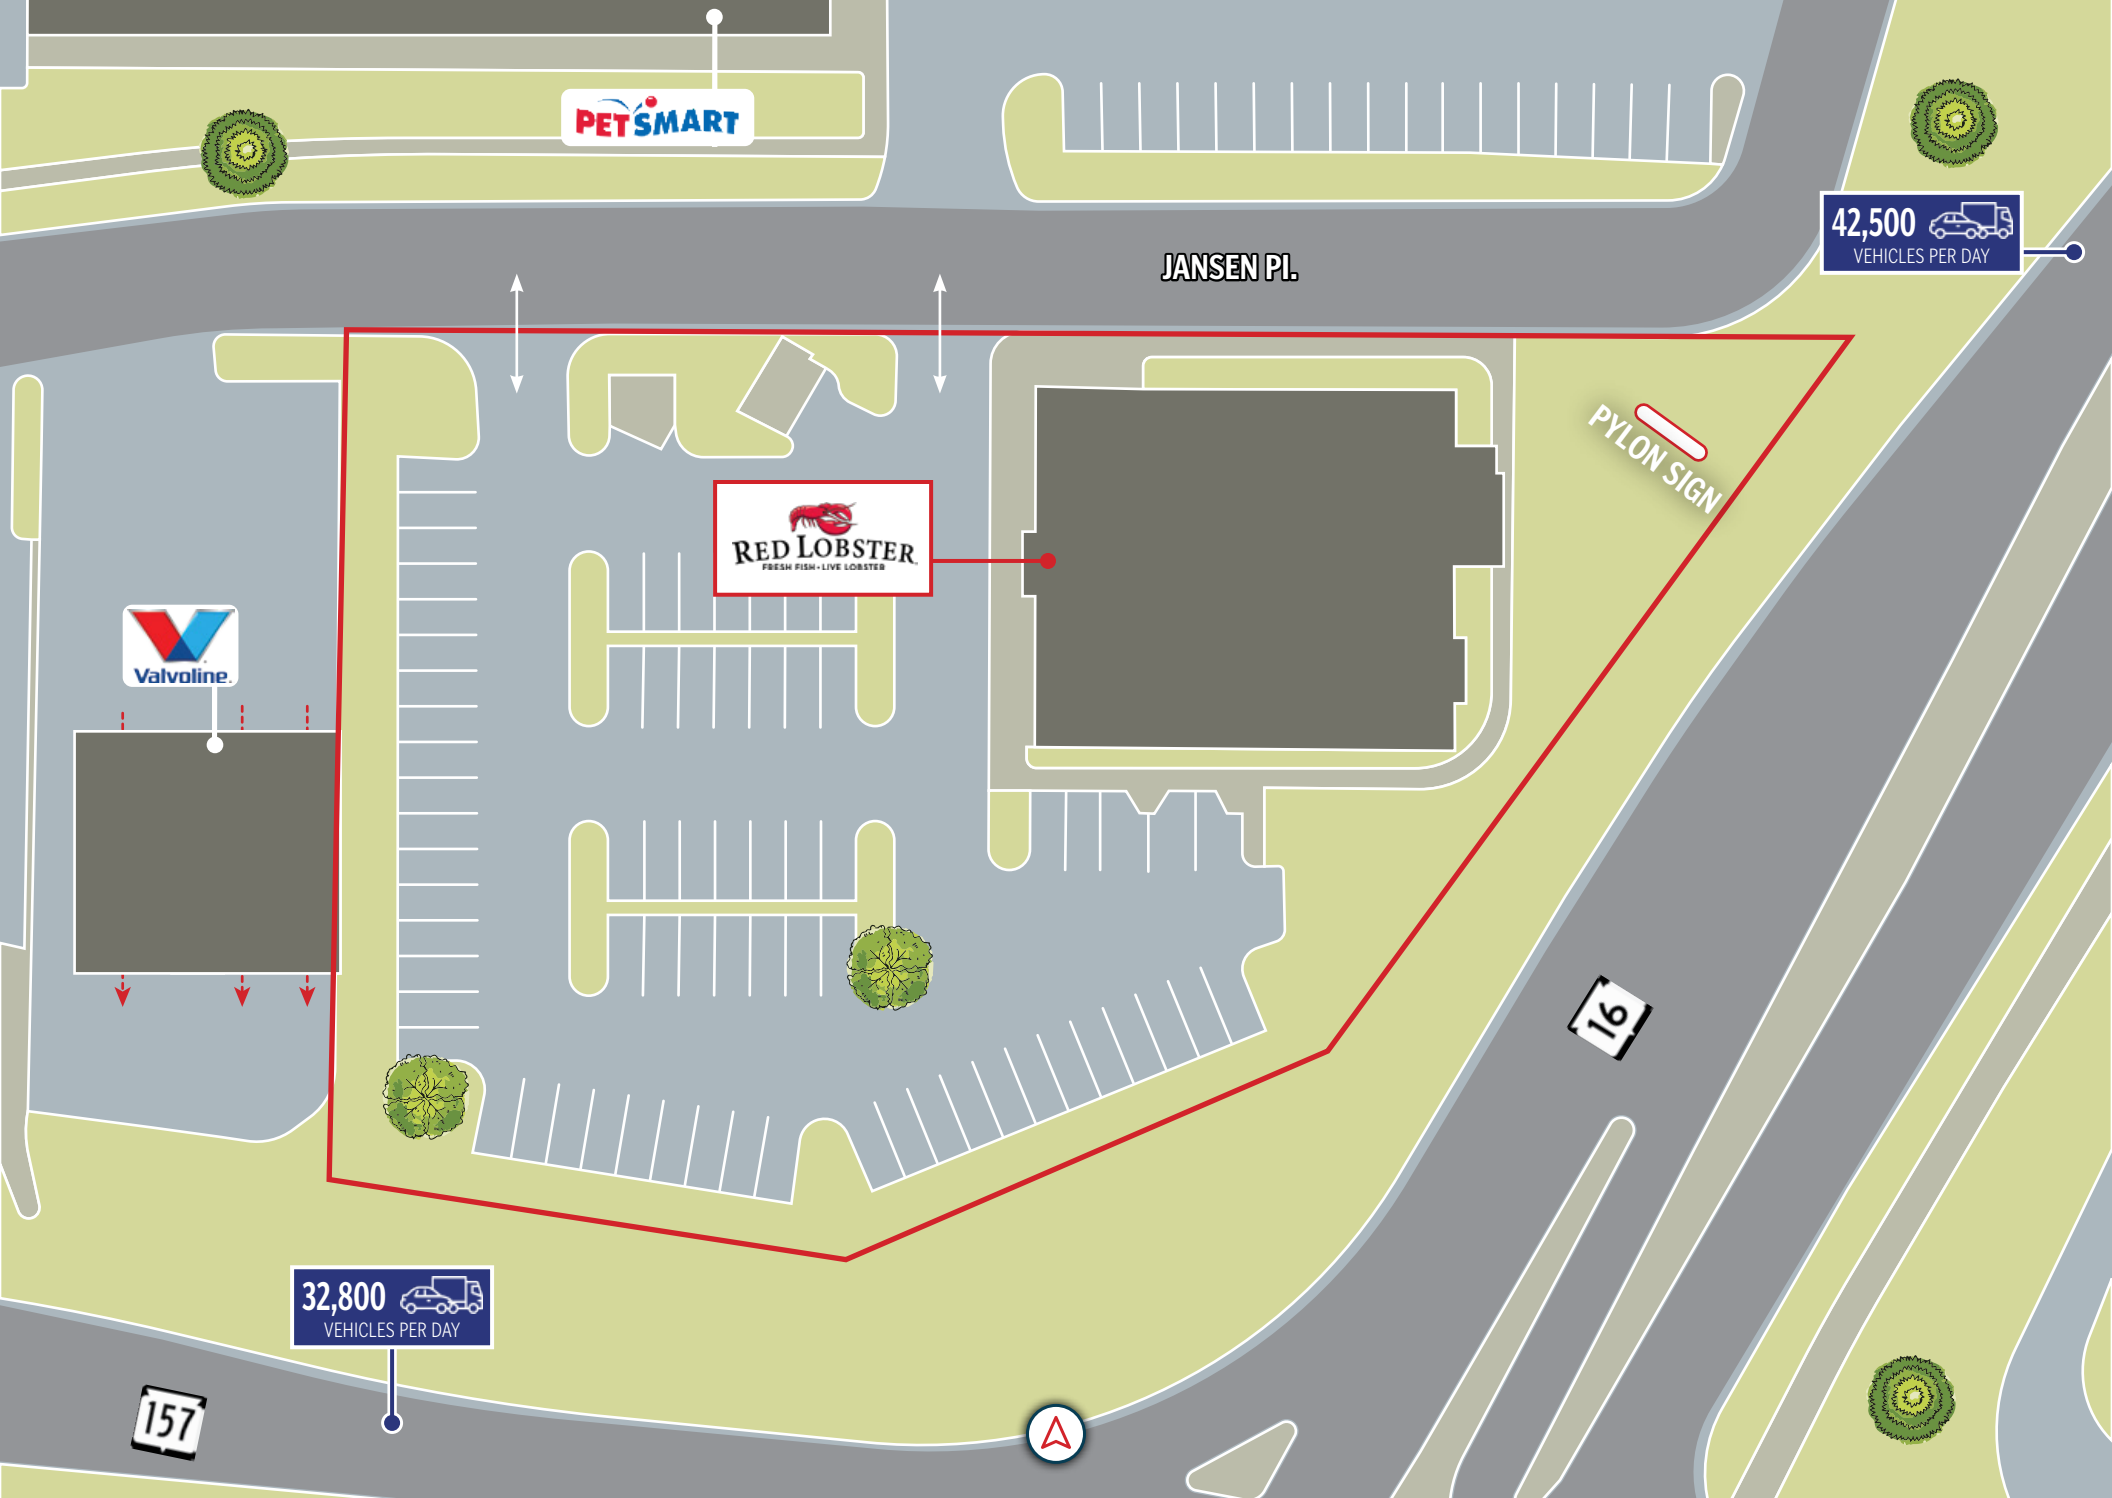 PETSMART
42,500
VEHICLES PER DAY
JANSEN Pl.
PYLON SIGN
RED LOBSTER
FRESH FISH • LIVE LOBSTER
Valvoline.
16
32,800
VEHICLES PER DAY
157